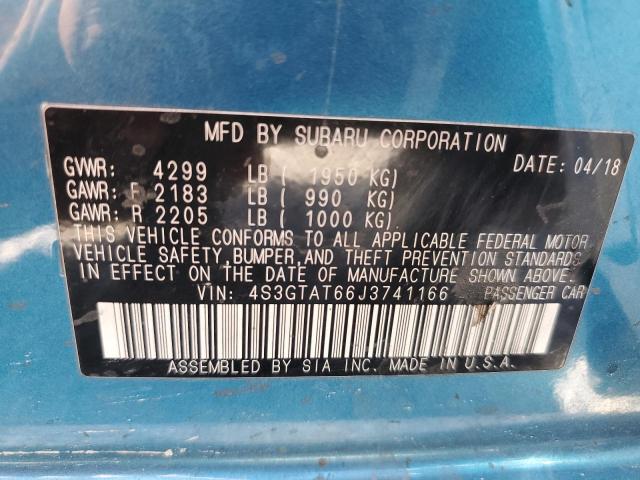 MFD BY SUBARU CORPORATION
GVWR: 4299 LB ( 1950 KG) DATE: 04/18
GAWR: F 2183 LB ( 990 KG)
GAWR: R 2205 LB ( 1000 KG)
THIS VEHICLE CONFORMS TO ALL APPLICABLE FEDERAL MOTOR
VEHICLE SAFETY, BUMPER, AND THEFT PREVENTION STANDARDS
IN EFFECT ON THE DATE OF MANUFACTURE SHOWN ABOVE.
VIN: 4S3GTAT66J3741166 PASSENGER CAR
ASSEMBLED BY SIA INC. MADE IN U.S.A.